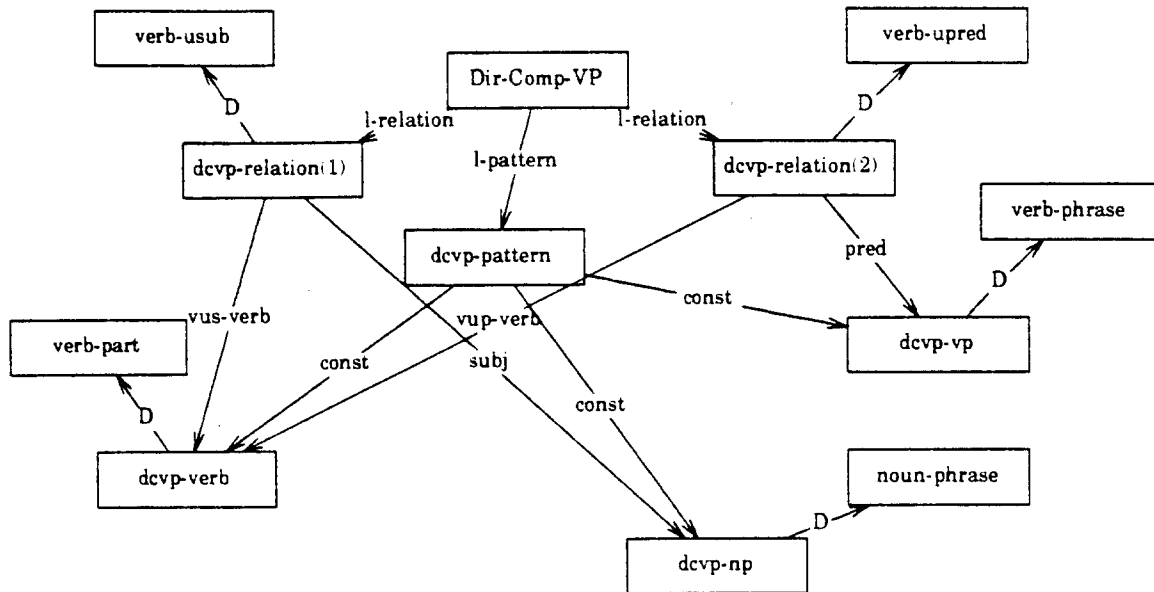 verb-usub
verb-upred
Dir-Comp-VP
D
D
l-relation
l-relation
dcvp-relation(1)
l-pattern
dcvp-relation(2)
verb-phrase
dcvp-pattern
pred
D
const
vus-verb
vup-verb
verb-part
const
subj
dcvp-vp
const
D
dcvp-verb
noun-phrase
D
dcvp-np